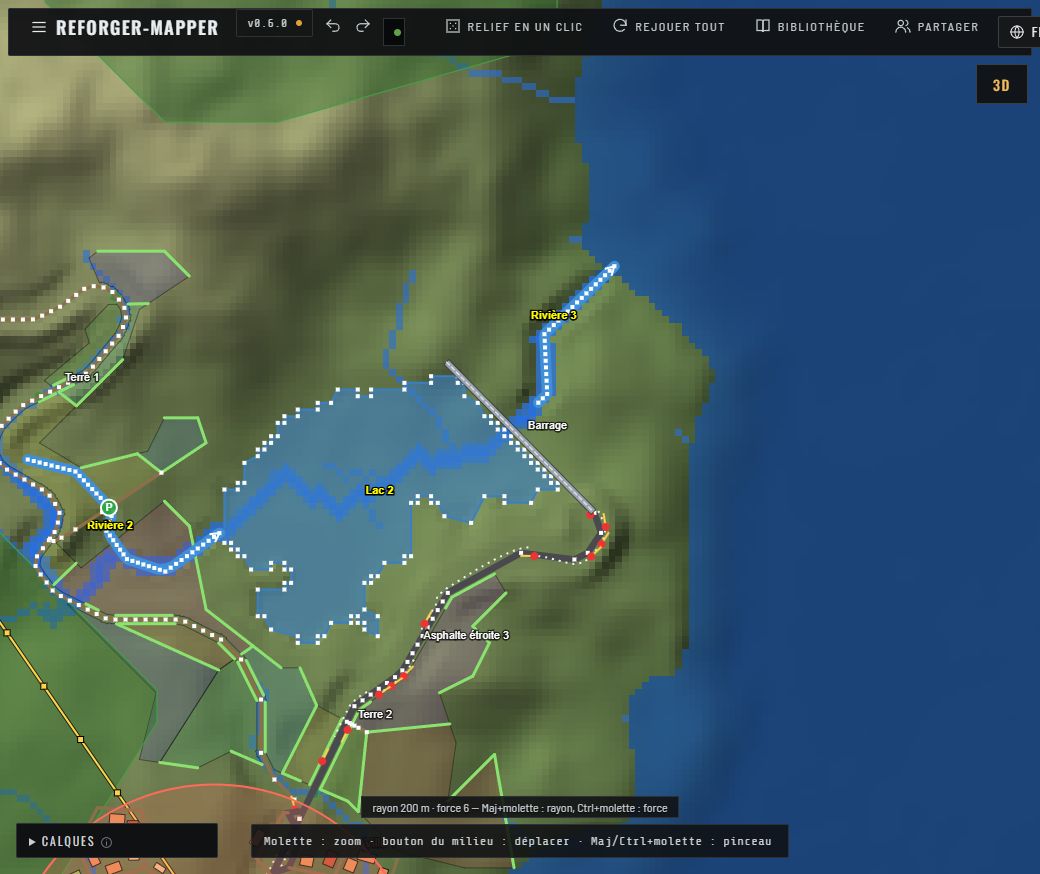 REFORGER-MAPPER
v0.6.0
RELIEF EN UN CLIC
REJOUER TOUT
BIBLIOTHÈQUE
PARTAGER
3D
Rivière 3
Terre 1
Barrage
Lac 2
P
Rivière 2
Asphalte étroite 3
Terre 2
rayon 200 m · force 6 — Maj+molette : rayon, Ctrl+molette : force
CALQUES
Molette : zoom · bouton du milieu : déplacer · Maj/Ctrl+molette : pinceau